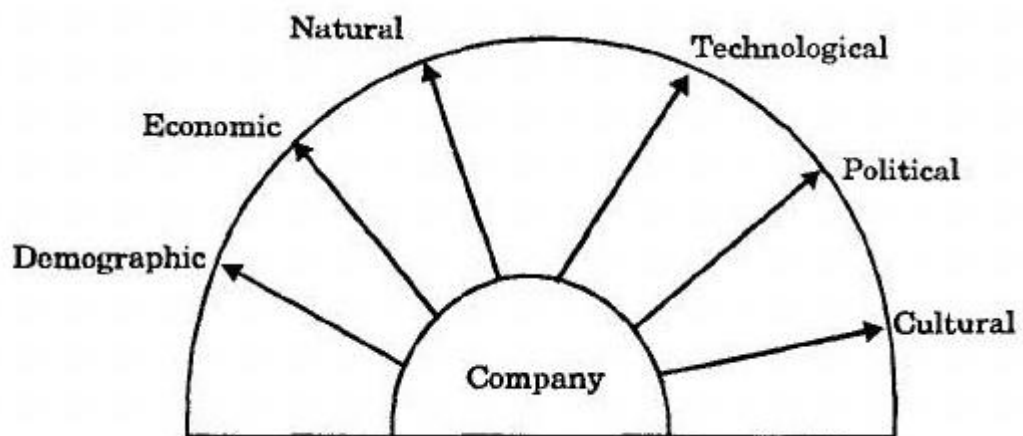 Natural
Technological
Economic
Political
Demographic
Cultural
Company